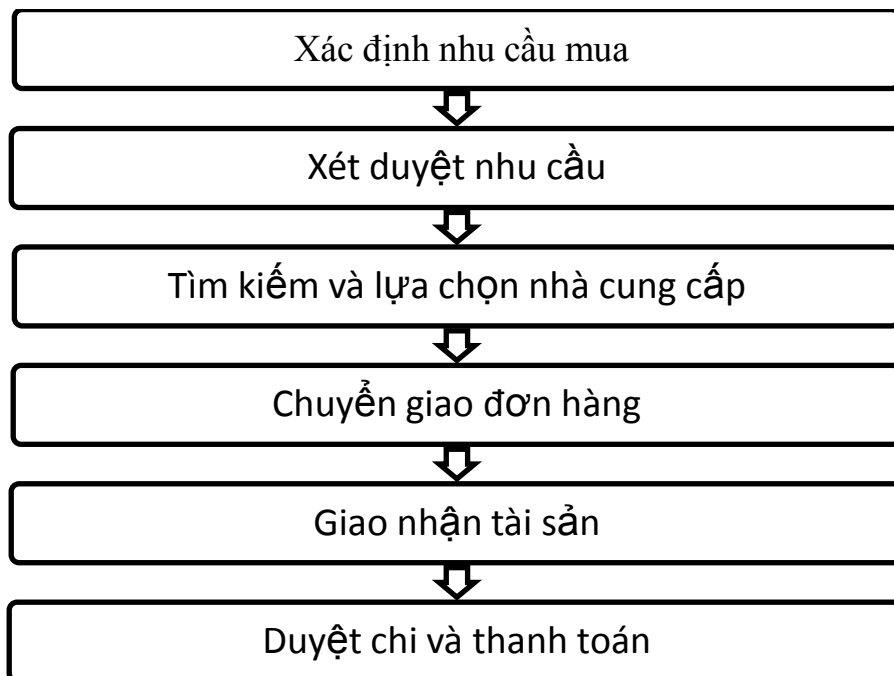 Xác định nhu cầu mua
Xét duyệt nhu cầu
Tìm kiếm và lựa chọn nhà cung cấp
Chuyển giao đơn hàng
Giao nhận tài sản
Duyệt chi và thanh toán